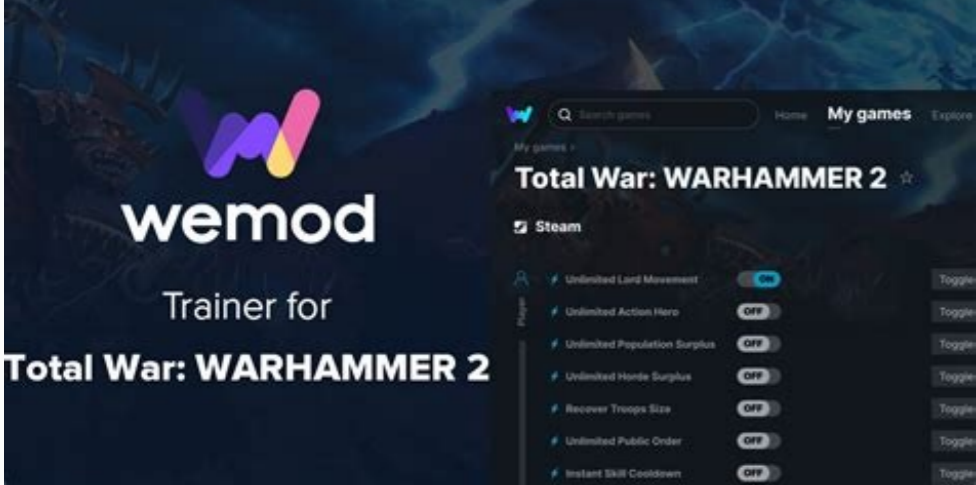 wemod
Trainer for
Total War: WARHAMMER 2
Search games
Home
My games
Explore
My games >
Total War: WARHAMMER 2
Steam
Player
Unlimited Lord Movement ON Toggle
Unlimited Action Hero OFF Toggle
Unlimited Population Surplus OFF Toggle
Unlimited Horde Surplus OFF Toggle
Recover Troops Size OFF Toggle
Unlimited Public Order OFF Toggle
Instant Skill Cooldown OFF Toggle